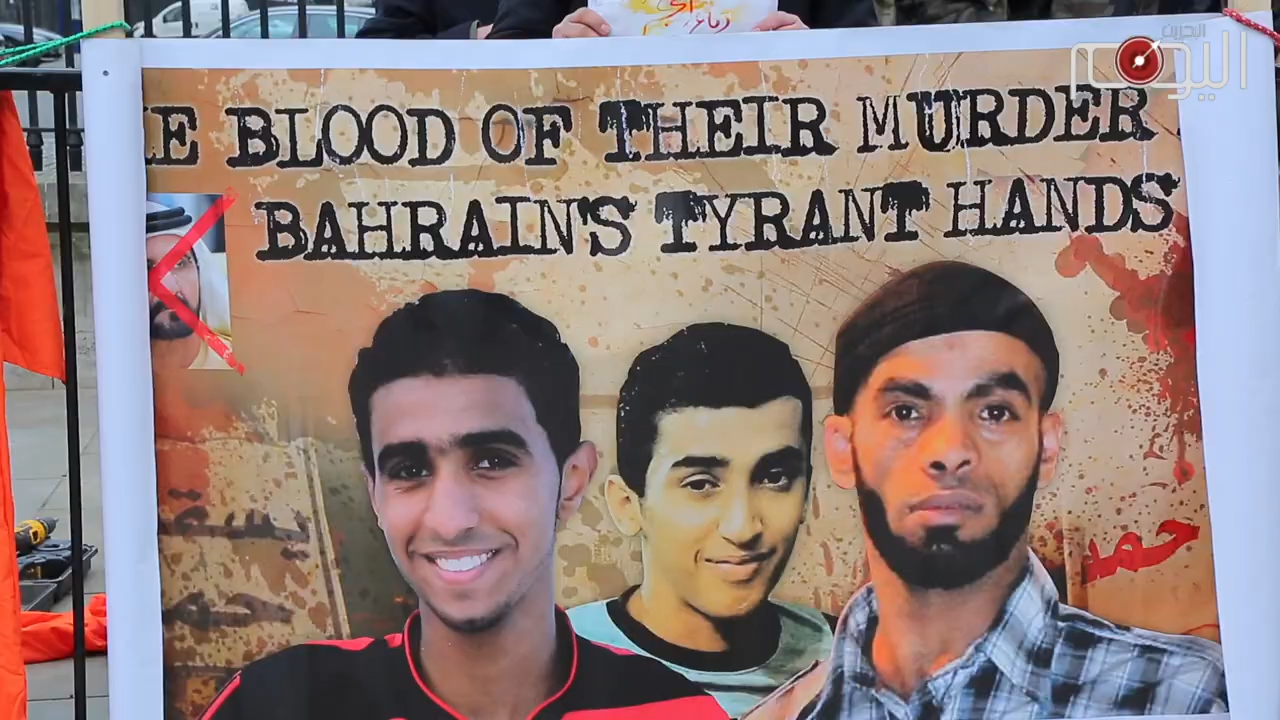 البحرين
اليوم
E BLOOD OF THEIR MURDER
BAHRAIN'S TYRANT HANDS
حمد